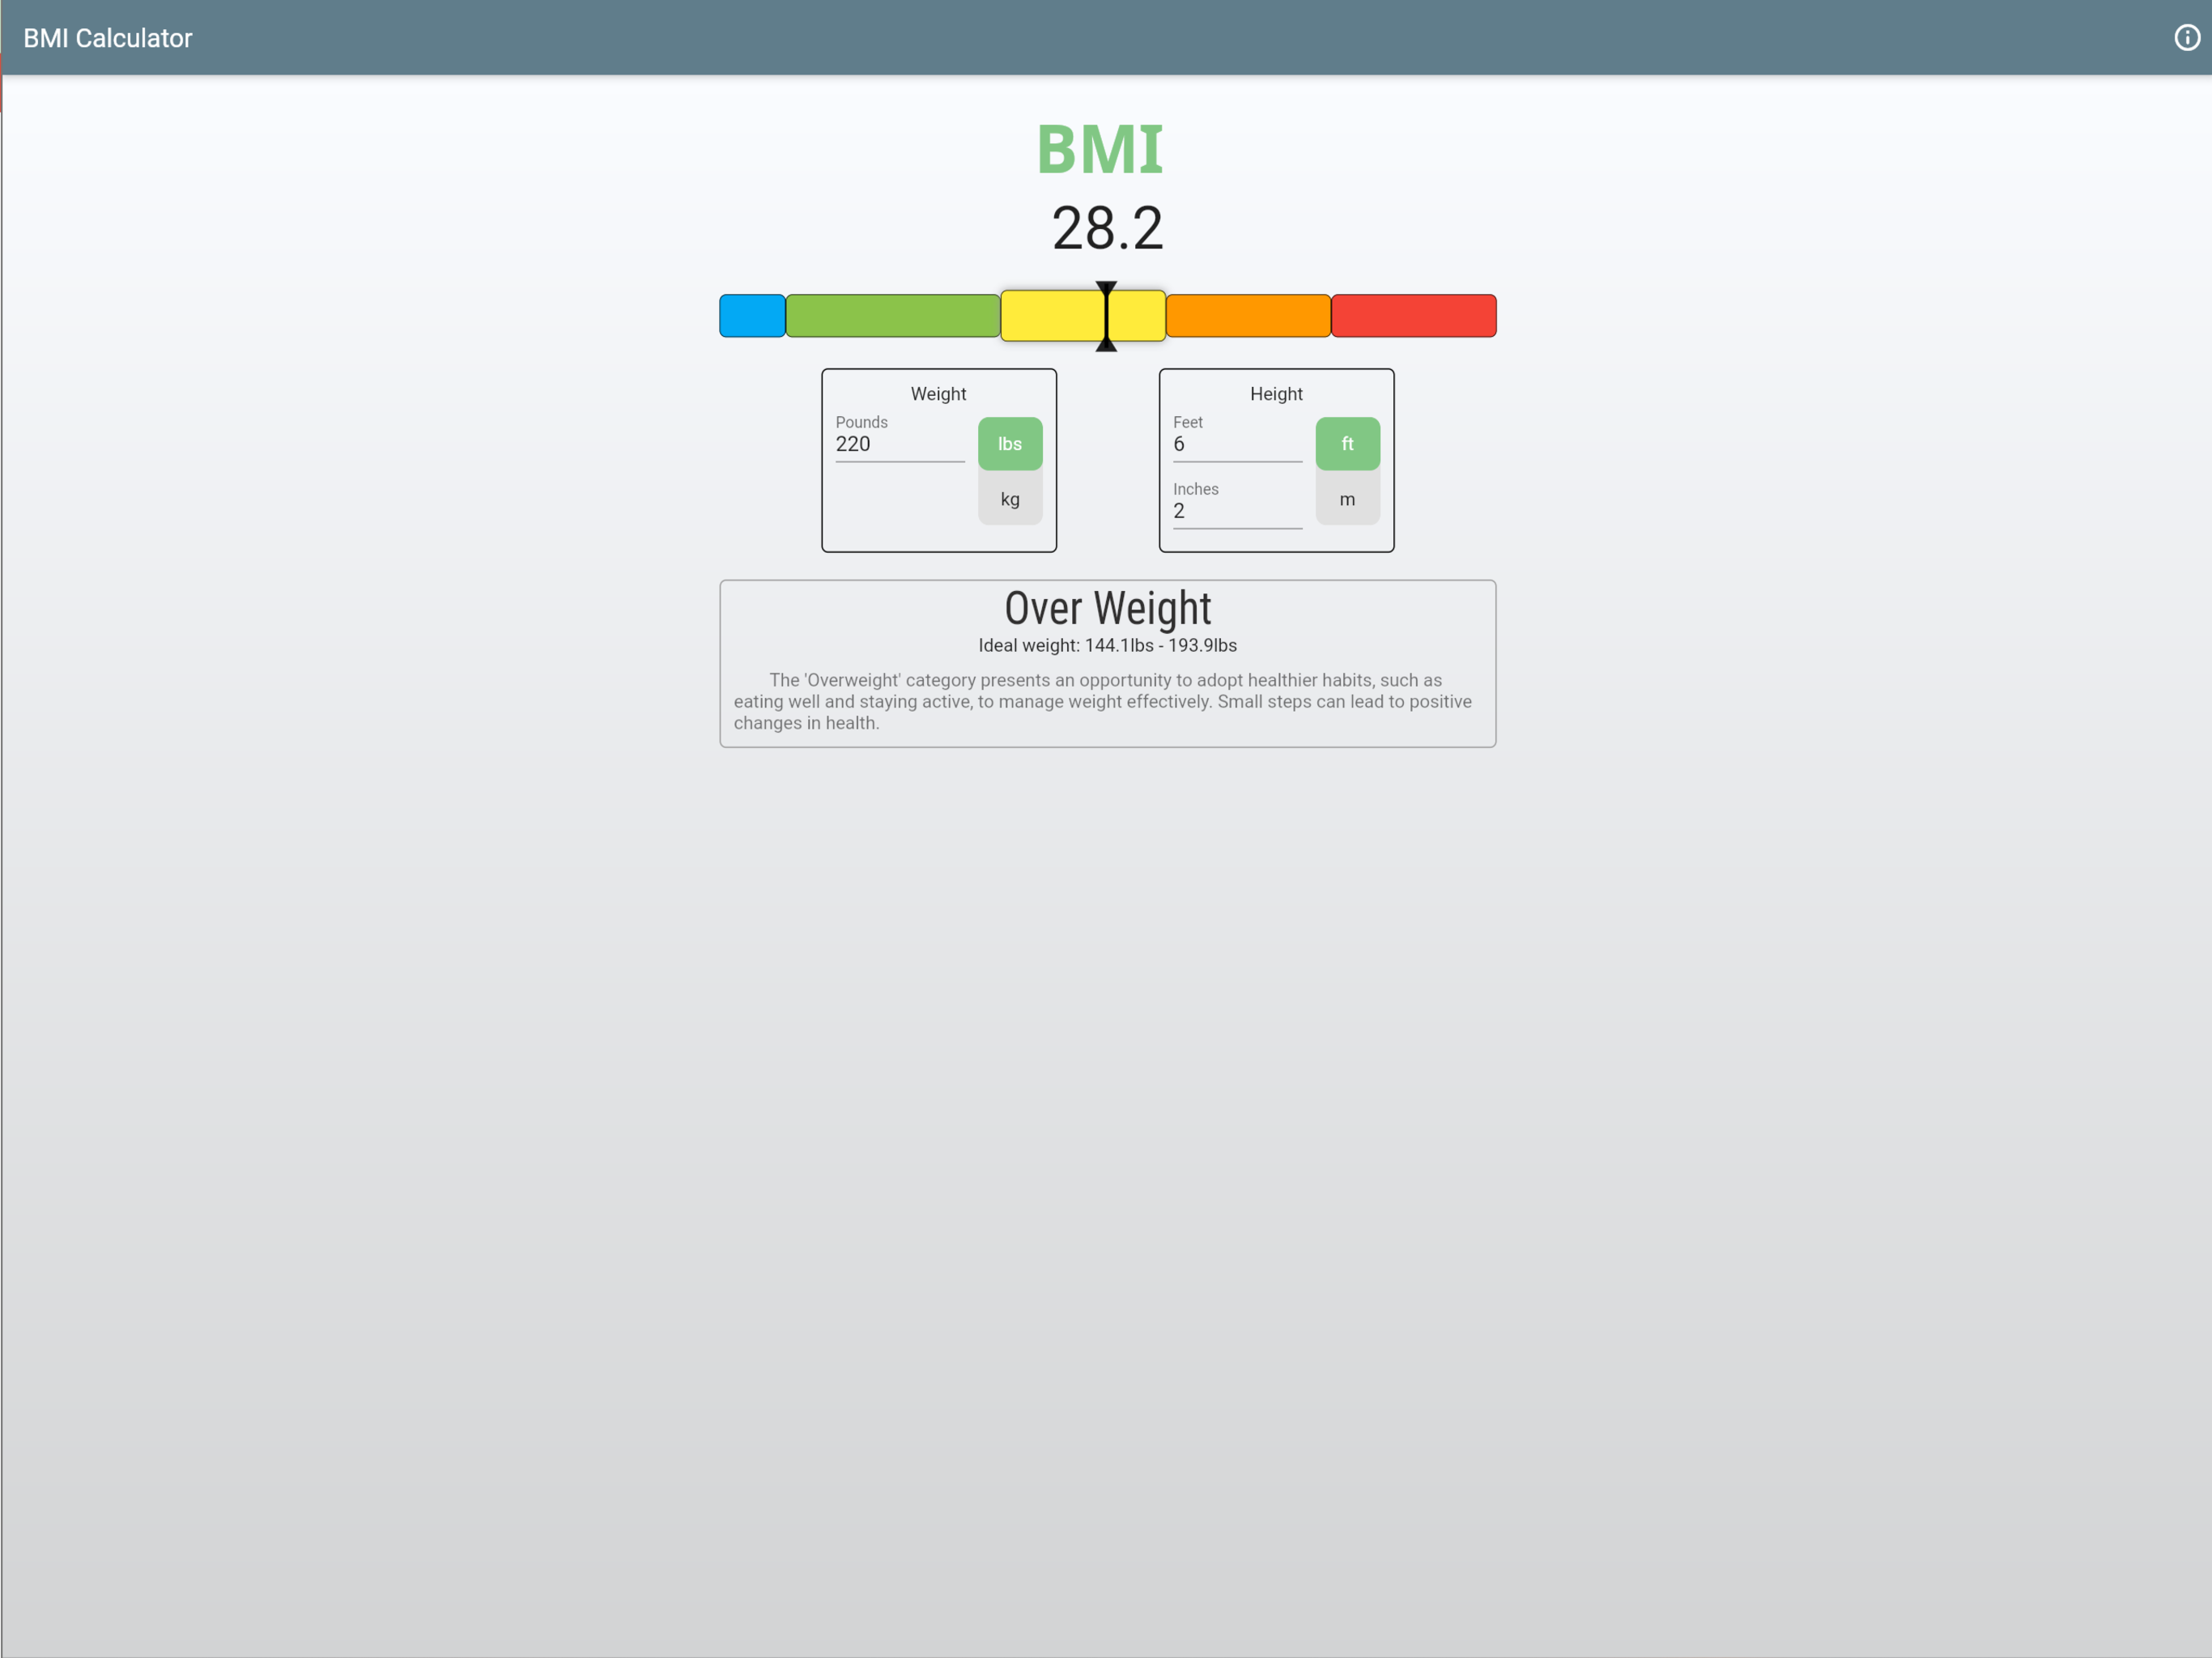 BMI Calculator
BMI
28.2
Weight
Pounds
220
lbs
kg
Height
Feet
6
ft
Inches
2
m
Over Weight
Ideal weight: 144.1lbs - 193.9lbs
The 'Overweight' category presents an opportunity to adopt healthier habits, such as
eating well and staying active, to manage weight effectively. Small steps can lead to positive
changes in health.